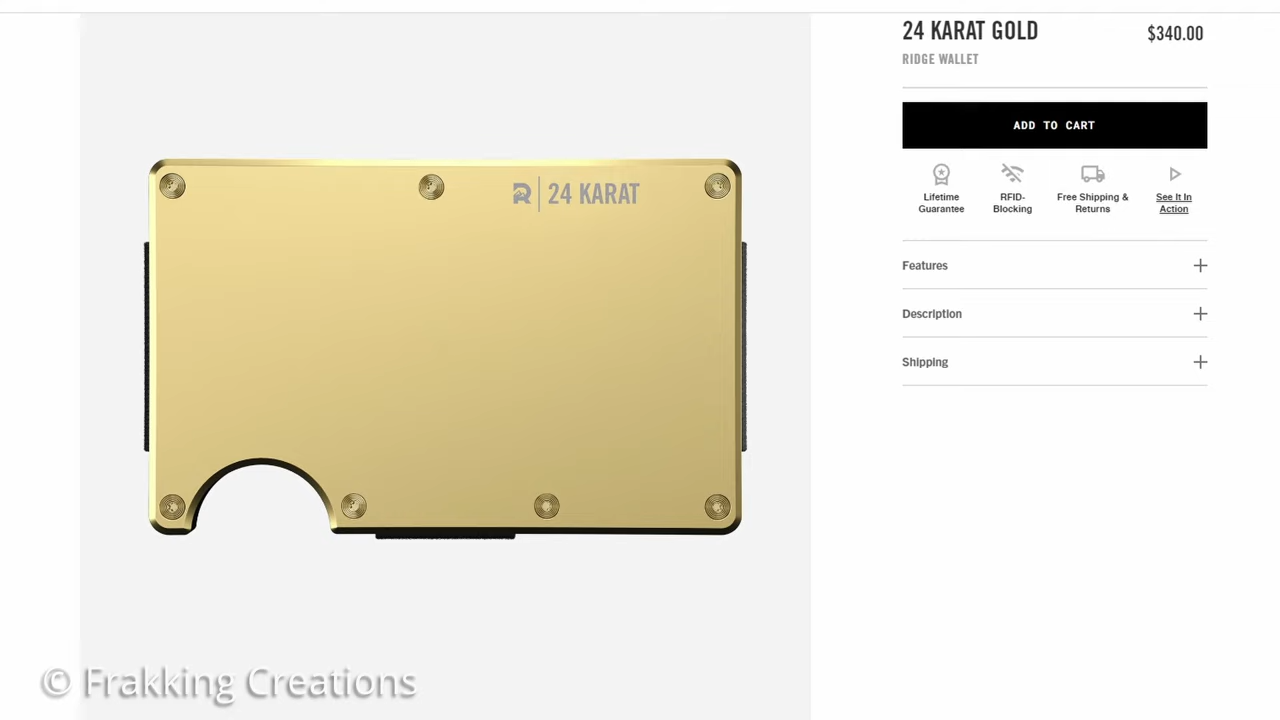 24 KARAT GOLD
$340.00
RIDGE WALLET
ADD TO CART
Lifetime
Guarantee
RFID-
Blocking
Free Shipping &
Returns
See It In
Action
Features
Description
Shipping
24 KARAT
© Frakking Creations